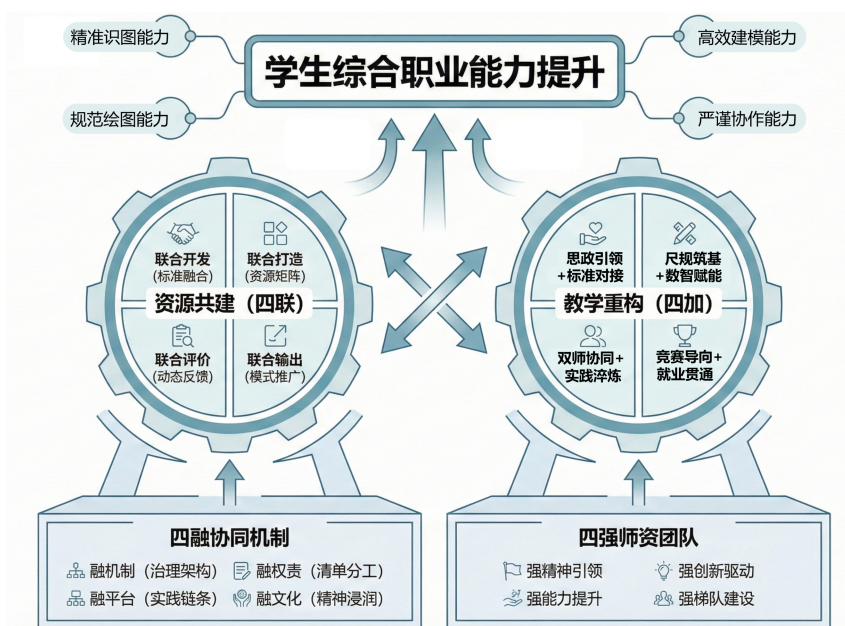 精准识图能力
高效建模能力
学生综合职业能力提升
规范绘图能力
严谨协作能力
联合开发
(标准融合)
联合打造
(资源矩阵)
资源共建（四联）
联合评价
(动态反馈)
联合输出
(模式推广)
思政引领
+标准对接
尺规筑基
+数智赋能
教学重构（四加）
双师协同+
实践淬炼
竞赛导向+
就业贯通
四融协同机制
融机制（治理架构）
融权责（清单分工）
融平台（实践链条）
融文化（精神浸润）
四强师资团队
强精神引领
强创新驱动
强能力提升
强梯队建设